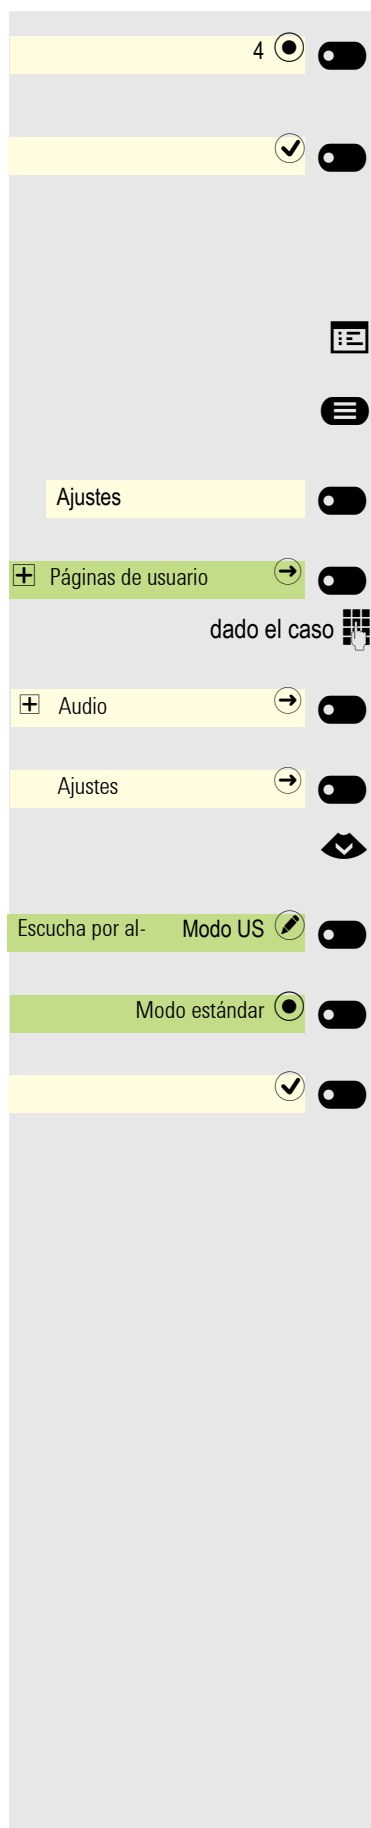 4
Ajustes
Páginas de usuario
dado el caso
Audio
Ajustes
Escucha por al- Modo US
Modo estándar